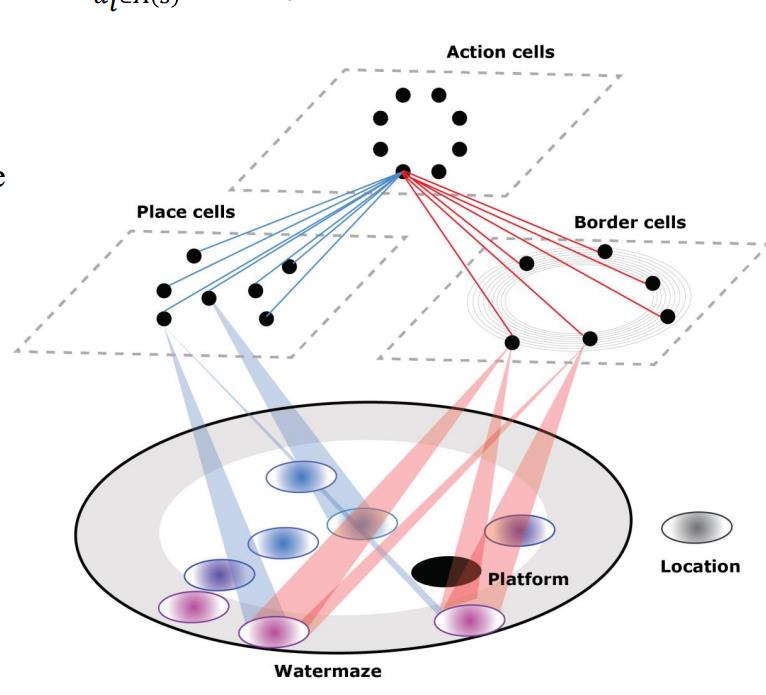 Action cells
e
Place cells
Border cells
Platform
Location
Watermaze